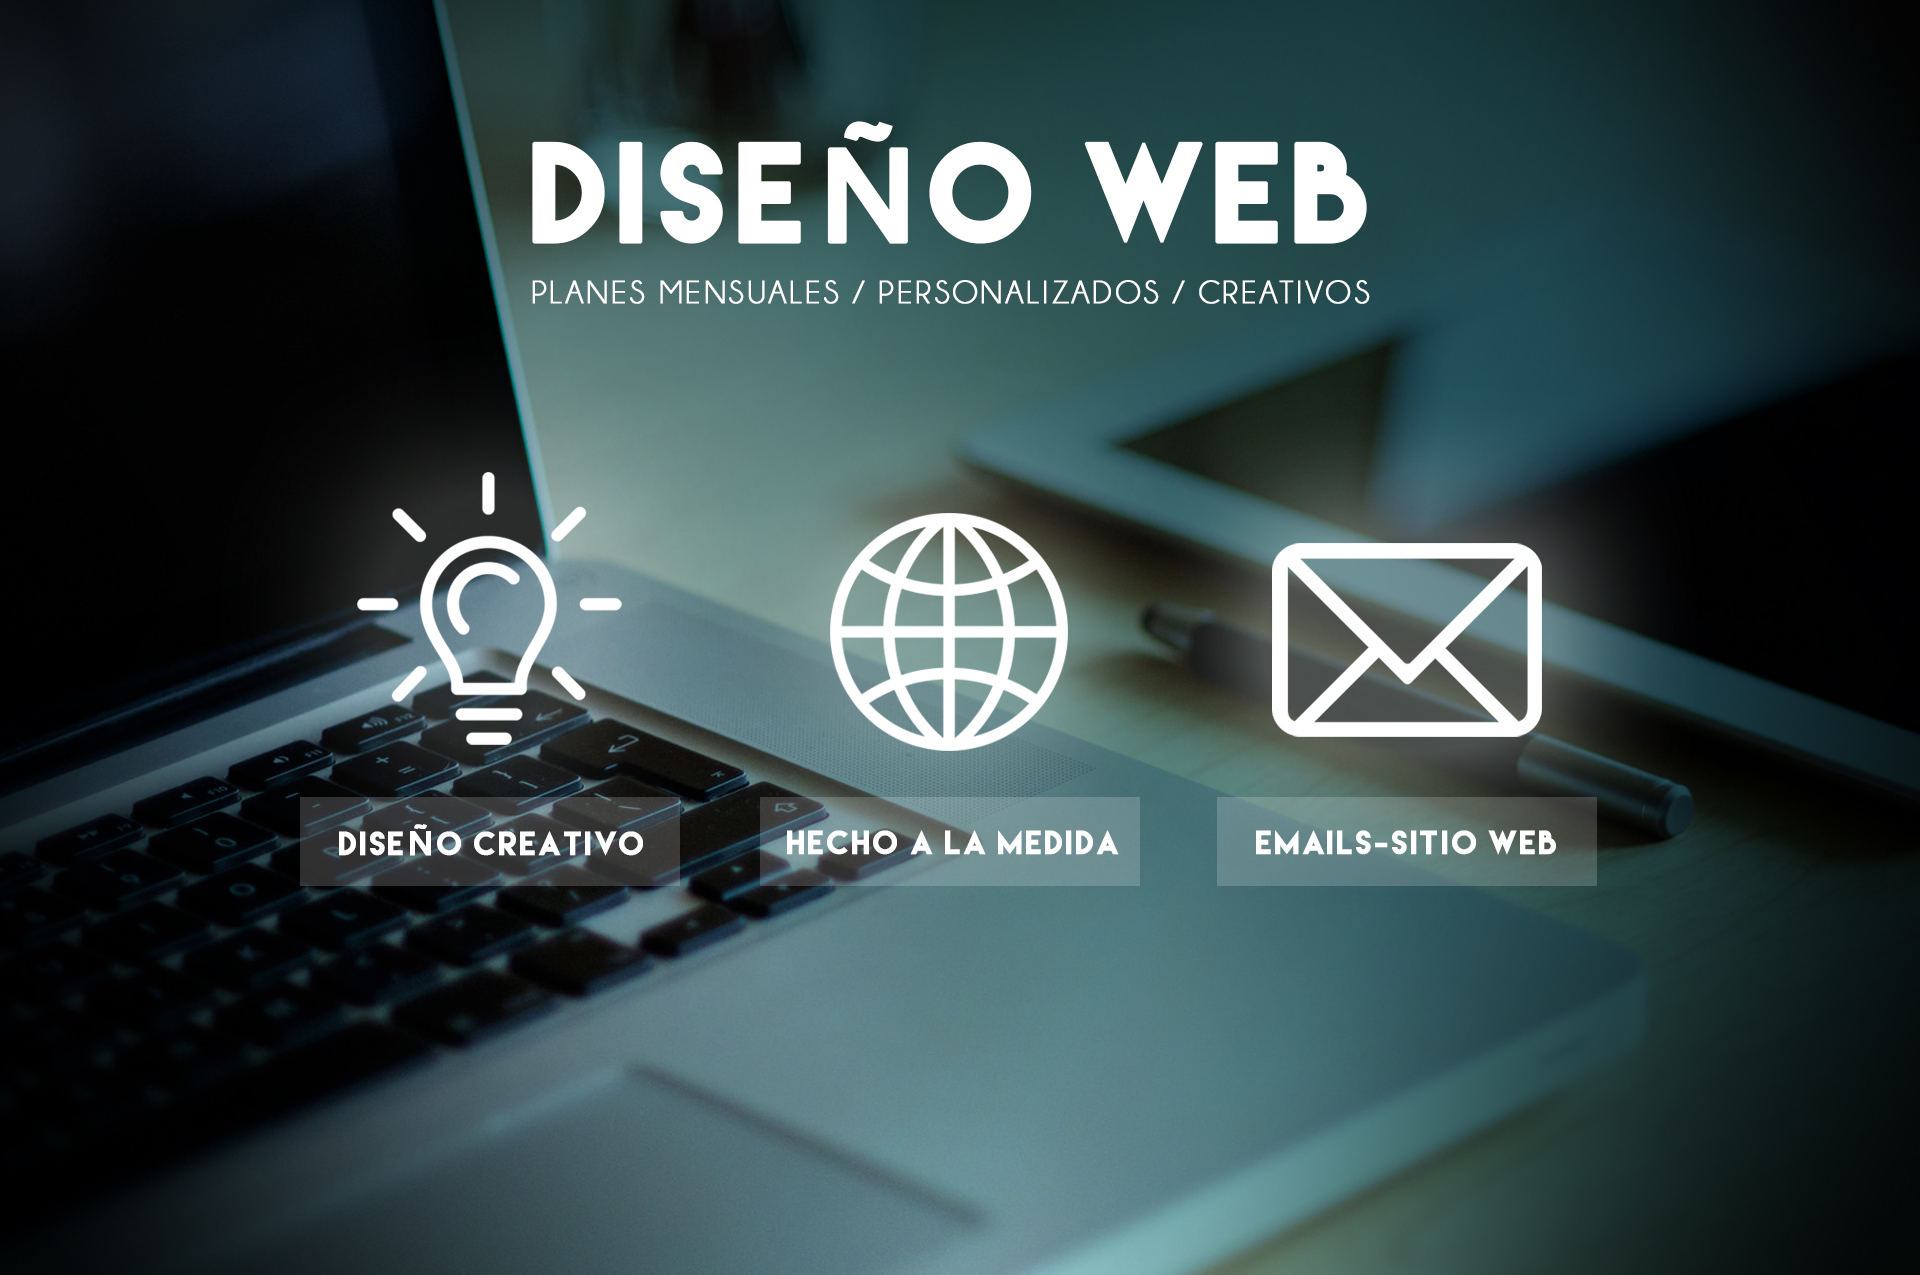 DISEÑO WEB
PLANES MENSUALES / PERSONALIZADOS / CREATIVOS
DISEÑO CREATIVO
HECHO A LA MEDIDA
EMAILS-SITIO WEB